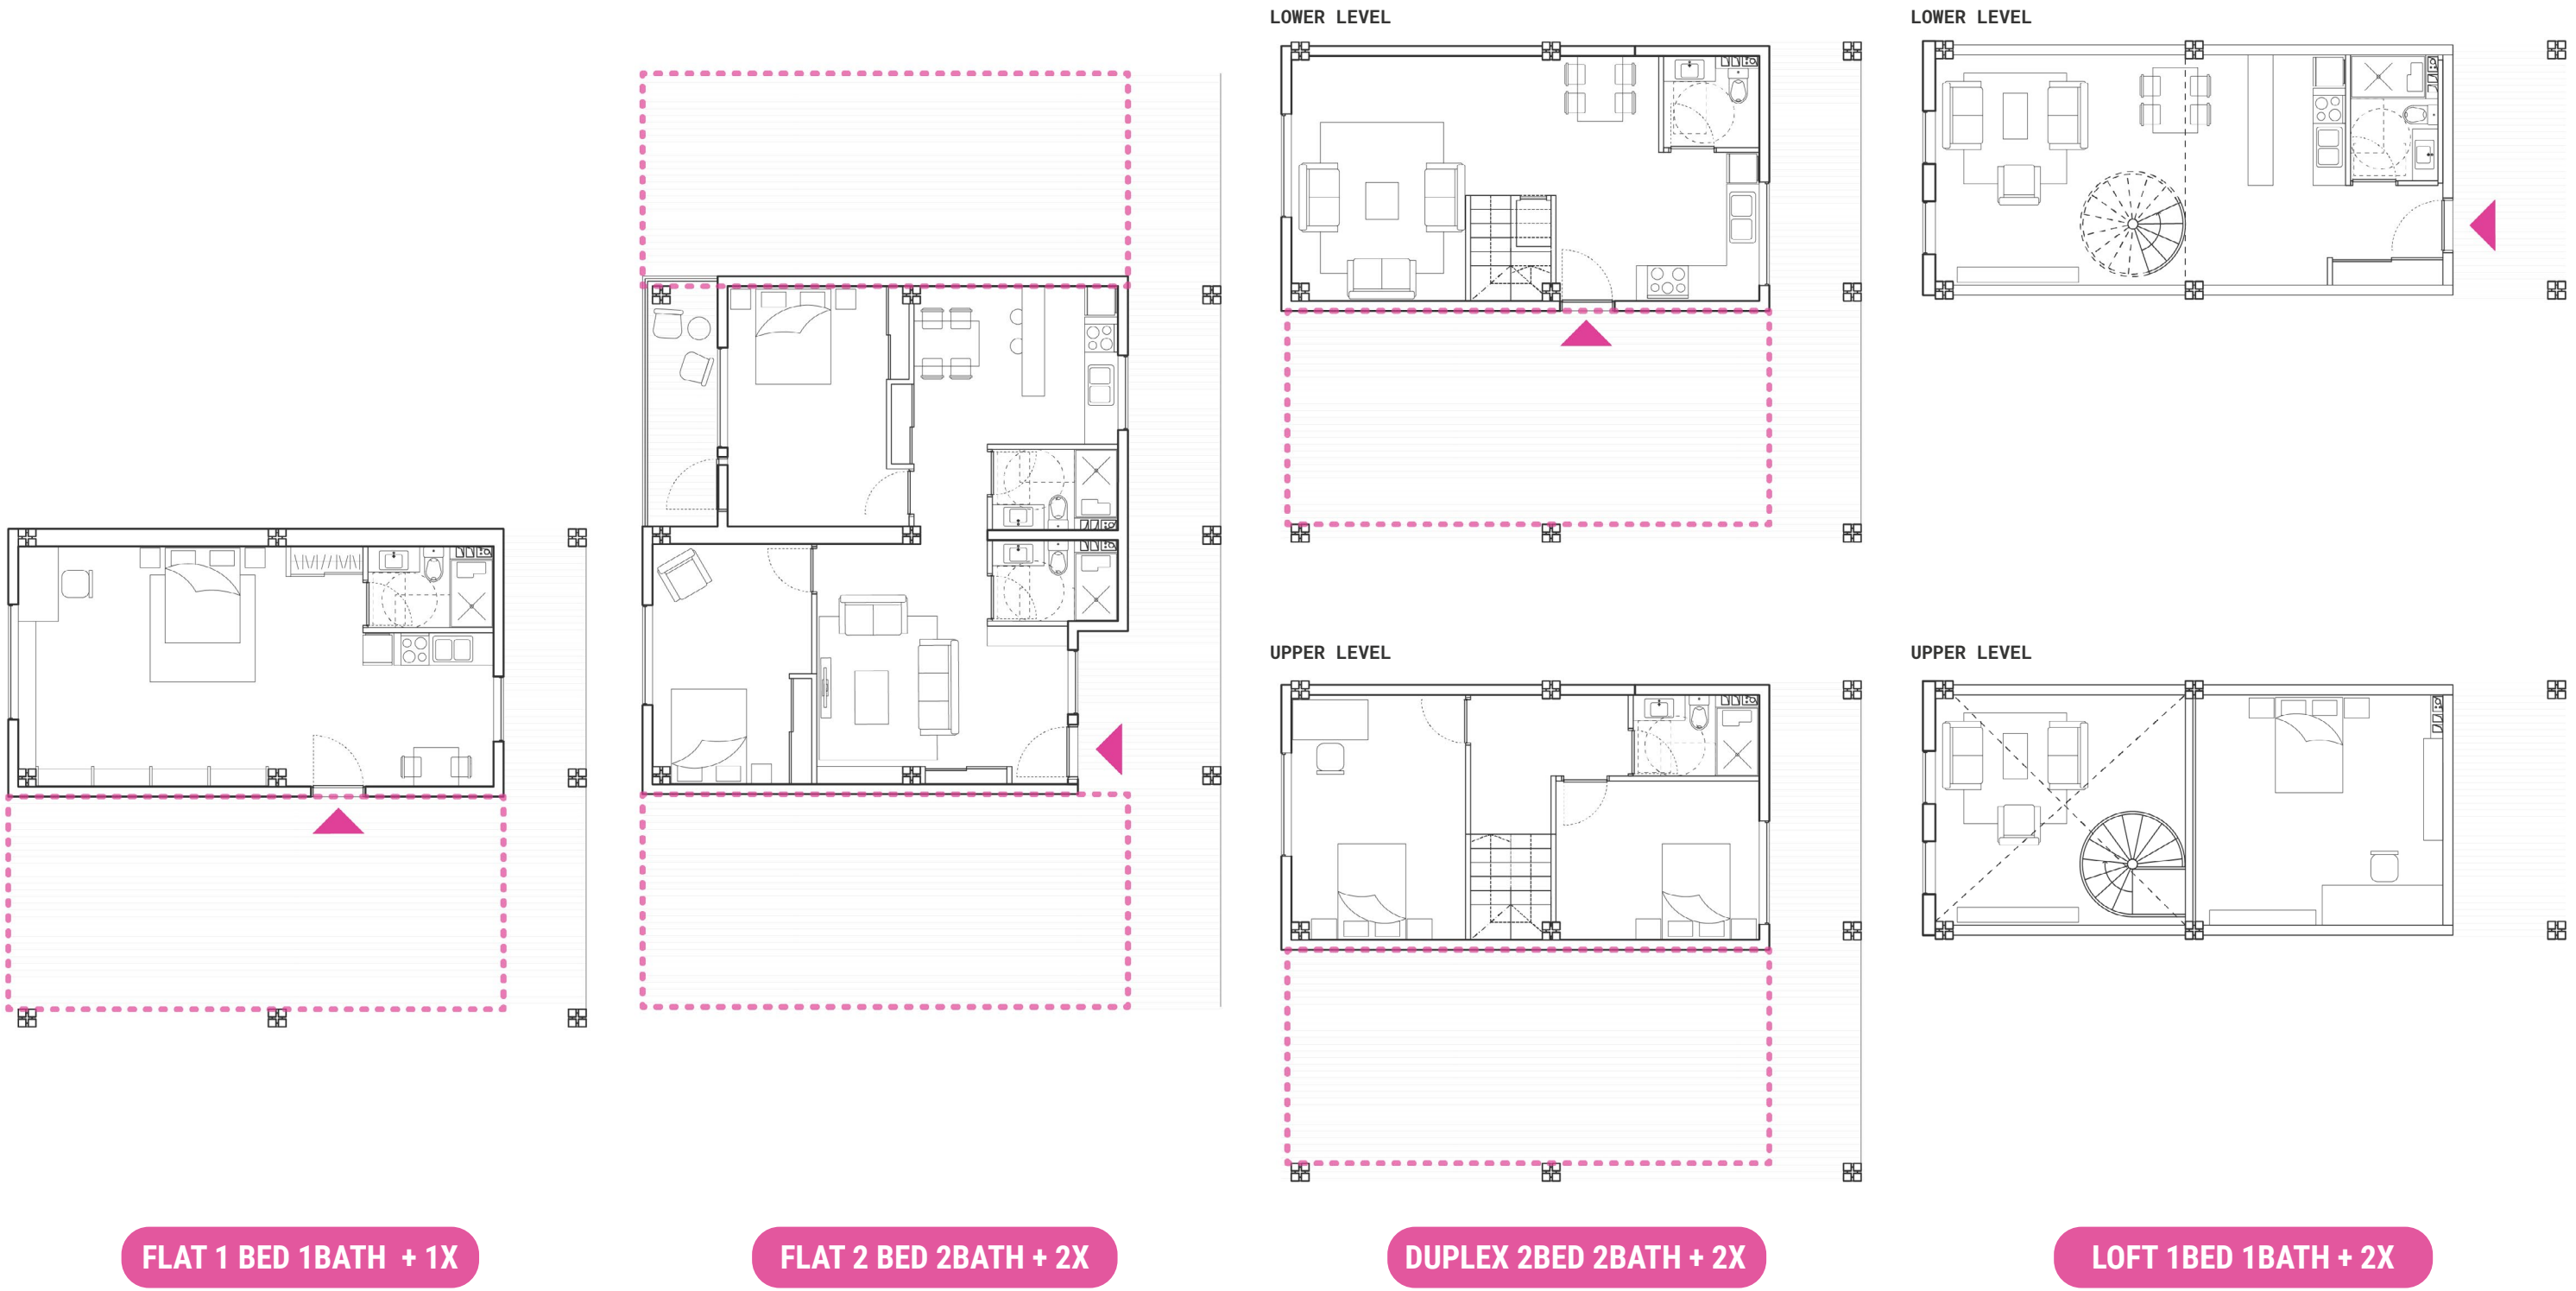 LOWER LEVEL
LOWER LEVEL
UPPER LEVEL
UPPER LEVEL
FLAT 1 BED 1BATH + 1X
FLAT 2 BED 2BATH + 2X
DUPLEX 2BED 2BATH + 2X
LOFT 1BED 1BATH + 2X